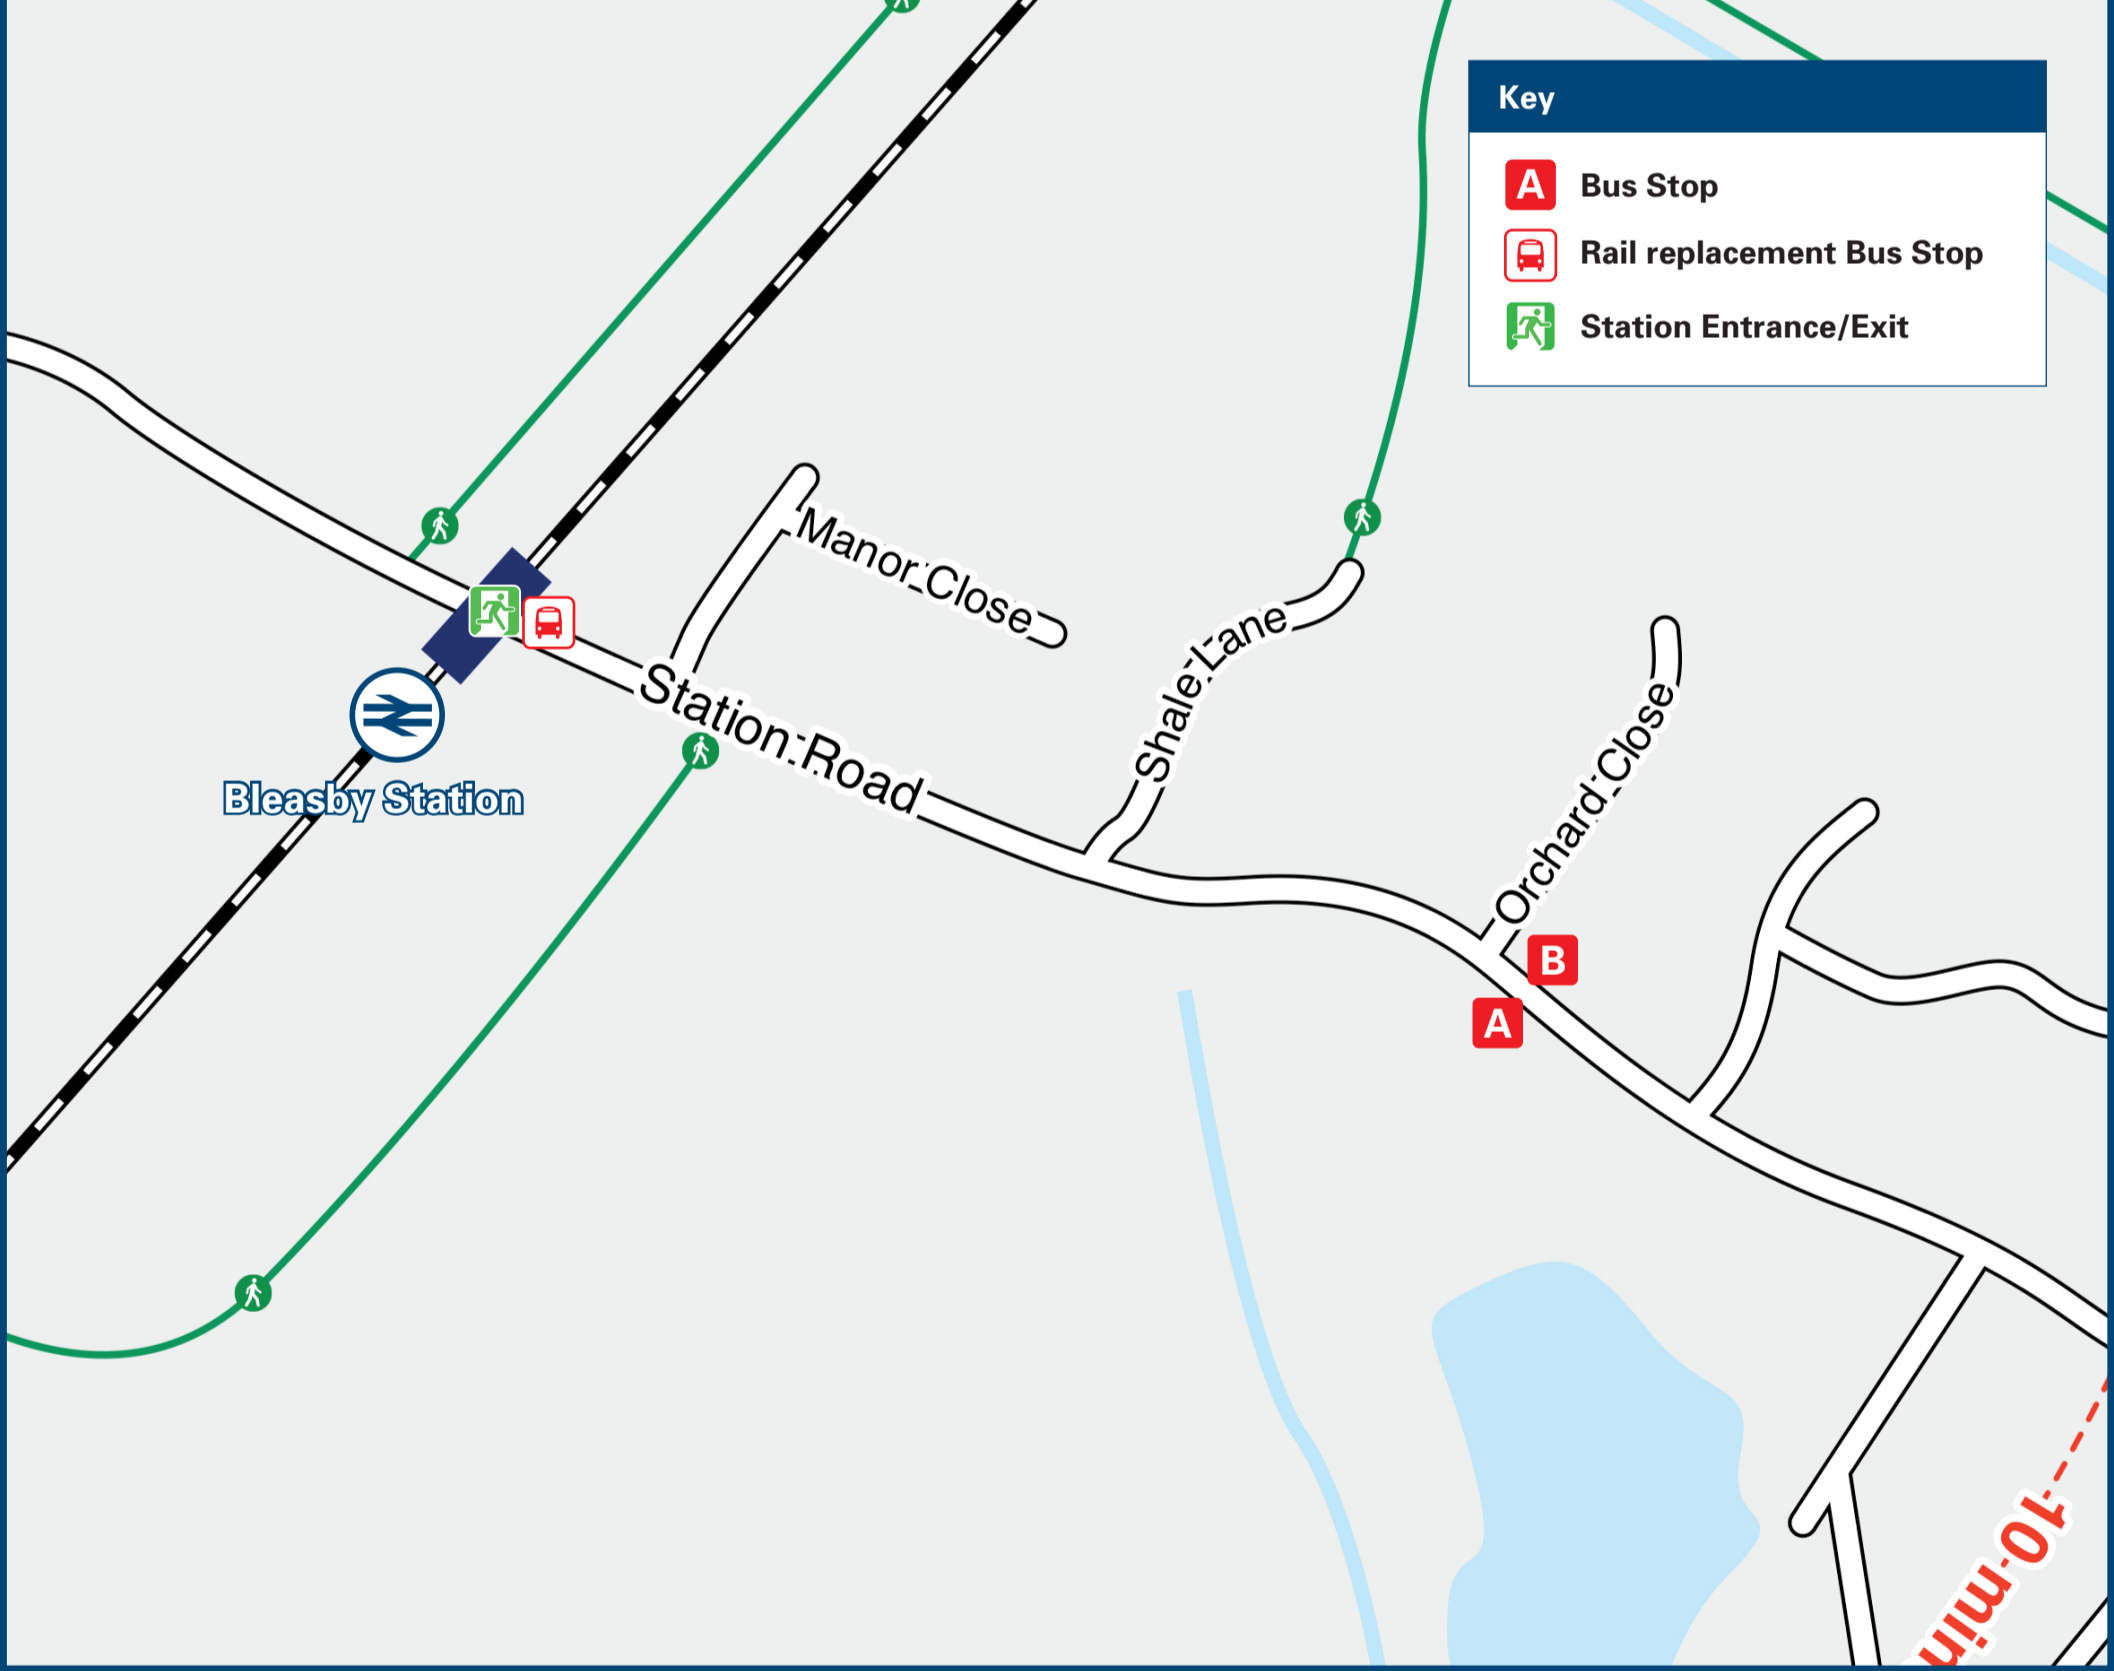 Key
A Bus Stop
Rail replacement Bus Stop
Station Entrance/Exit
Manor Close
Shale Lane
Station Road
Orchard Close
Bleasby Station
B
A
10 min